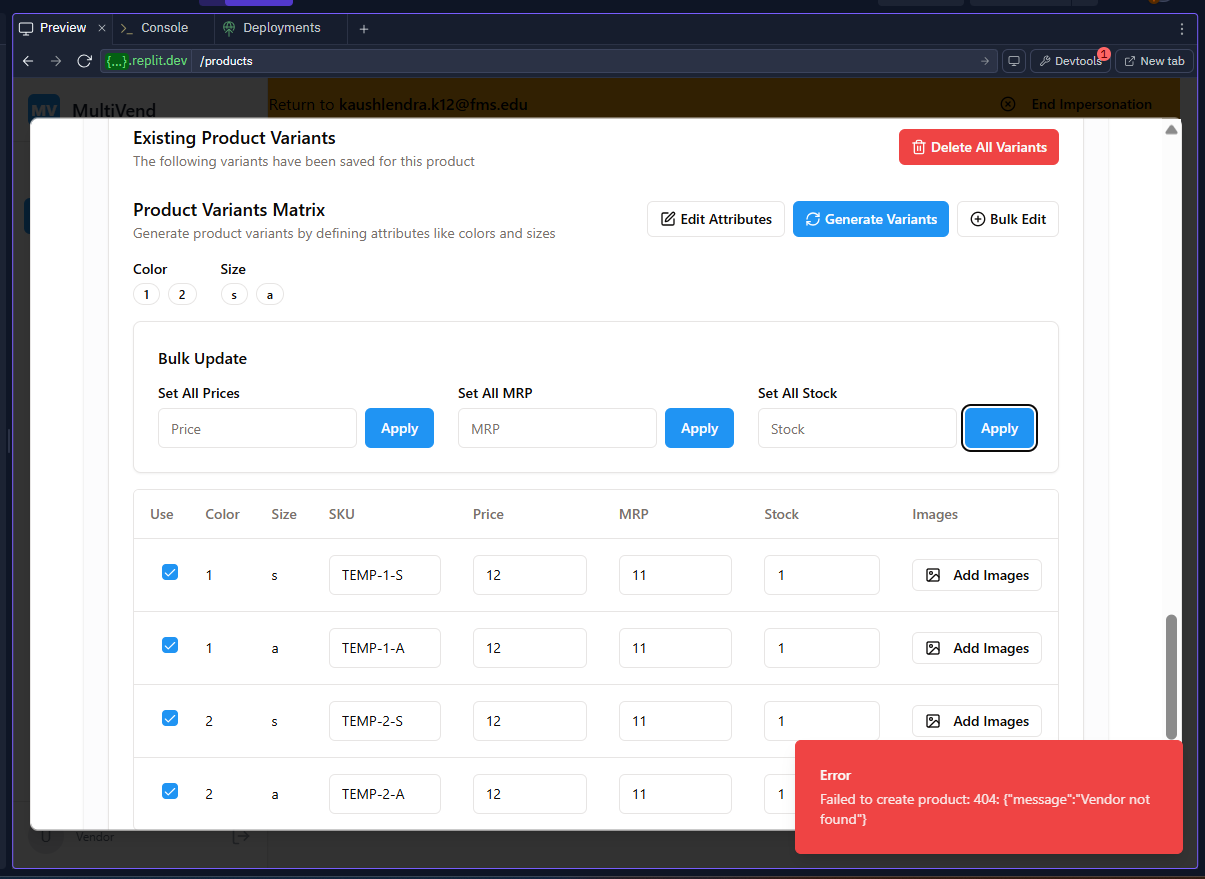 Preview
Console
Deployments
{...}.replit.dev /products
Devtools 1
New tab
MV MultiVend
Return to kaushlendra.k12@fms.edu
End Impersonation
Existing Product Variants
The following variants have been saved for this product
Delete All Variants
Product Variants Matrix
Generate product variants by defining attributes like colors and sizes
Edit Attributes
Generate Variants
Bulk Edit
Color Size
1 2 s a
Bulk Update
Set All Prices Set All MRP Set All Stock
Price Apply MRP Apply Stock Apply
Use Color Size SKU Price MRP Stock Images
1 s TEMP-1-S 12 11 1 Add Images
1 a TEMP-1-A 12 11 1 Add Images
2 s TEMP-2-S 12 11 1 Add Images
2 a TEMP-2-A 12 11 1
Error
Failed to create product: 404: {"message":"Vendor not
found"}
U Vendor